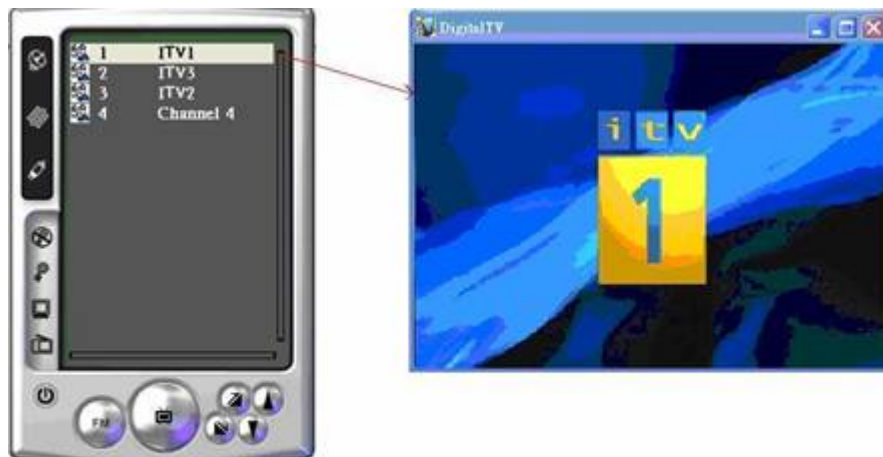 1 ITV1
2 ITV3
3 ITV2
4 Channel 4
FM
DigitalTV
itv
1